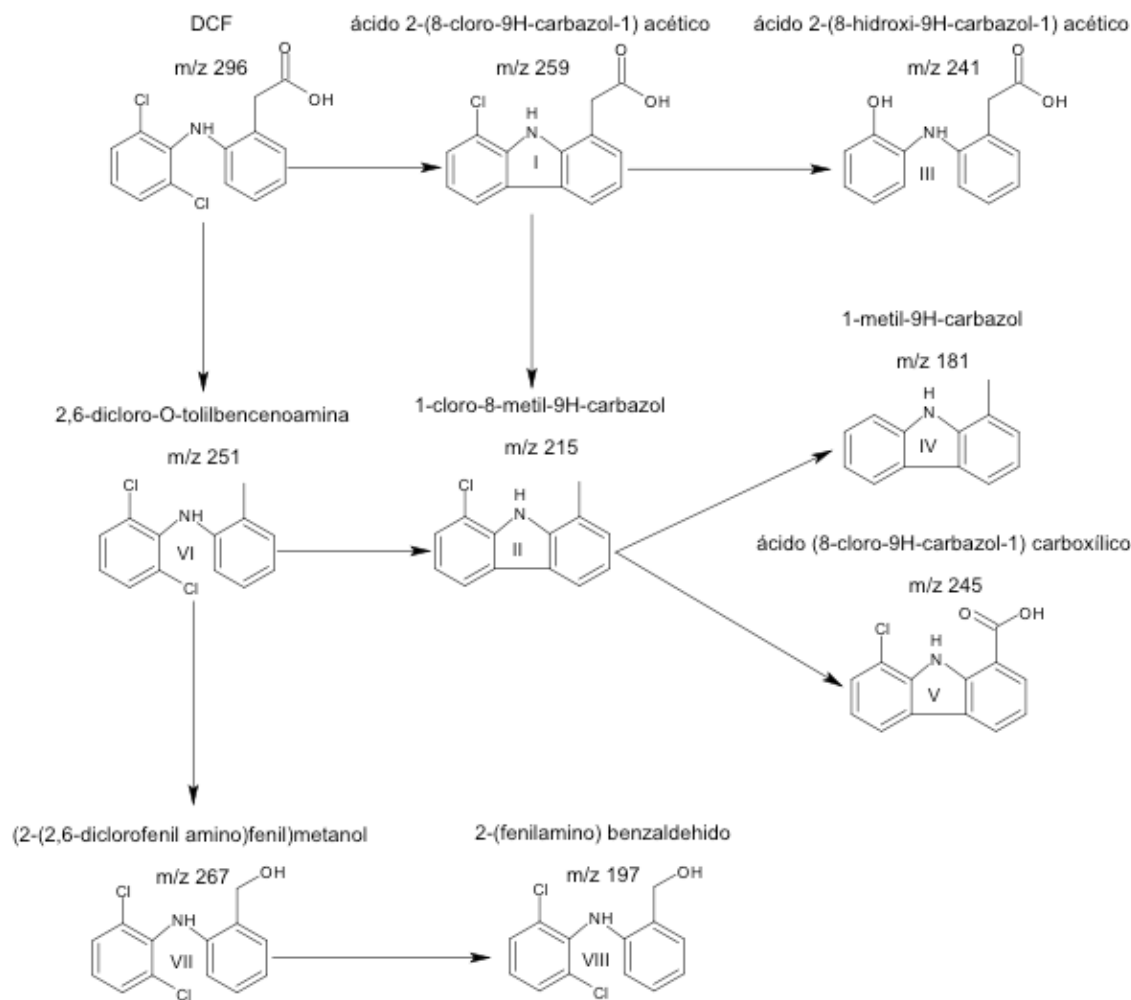 DCF
m/z 296
Cl
NH
Cl
O
OH
ácido 2-(8-cloro-9H-carbazol-1) acético
m/z 259
Cl
H
N
I
O
OH
ácido 2-(8-hidroxi-9H-carbazol-1) acético
m/z 241
OH
NH
III
O
OH
2,6-dicloro-O-tolilbencenoamina
m/z 251
Cl
NH
VI
Cl
1-cloro-8-metil-9H-carbazol
m/z 215
Cl
H
N
II
1-metil-9H-carbazol
m/z 181
H
N
IV
ácido (8-cloro-9H-carbazol-1) carboxílico
m/z 245
O
OH
Cl
H
N
V
(2-(2,6-diclorofenil amino)fenil)metanol
m/z 267
OH
Cl
NH
VII
Cl
2-(fenilamino) benzaldehido
m/z 197
OH
Cl
NH
VIII
Cl